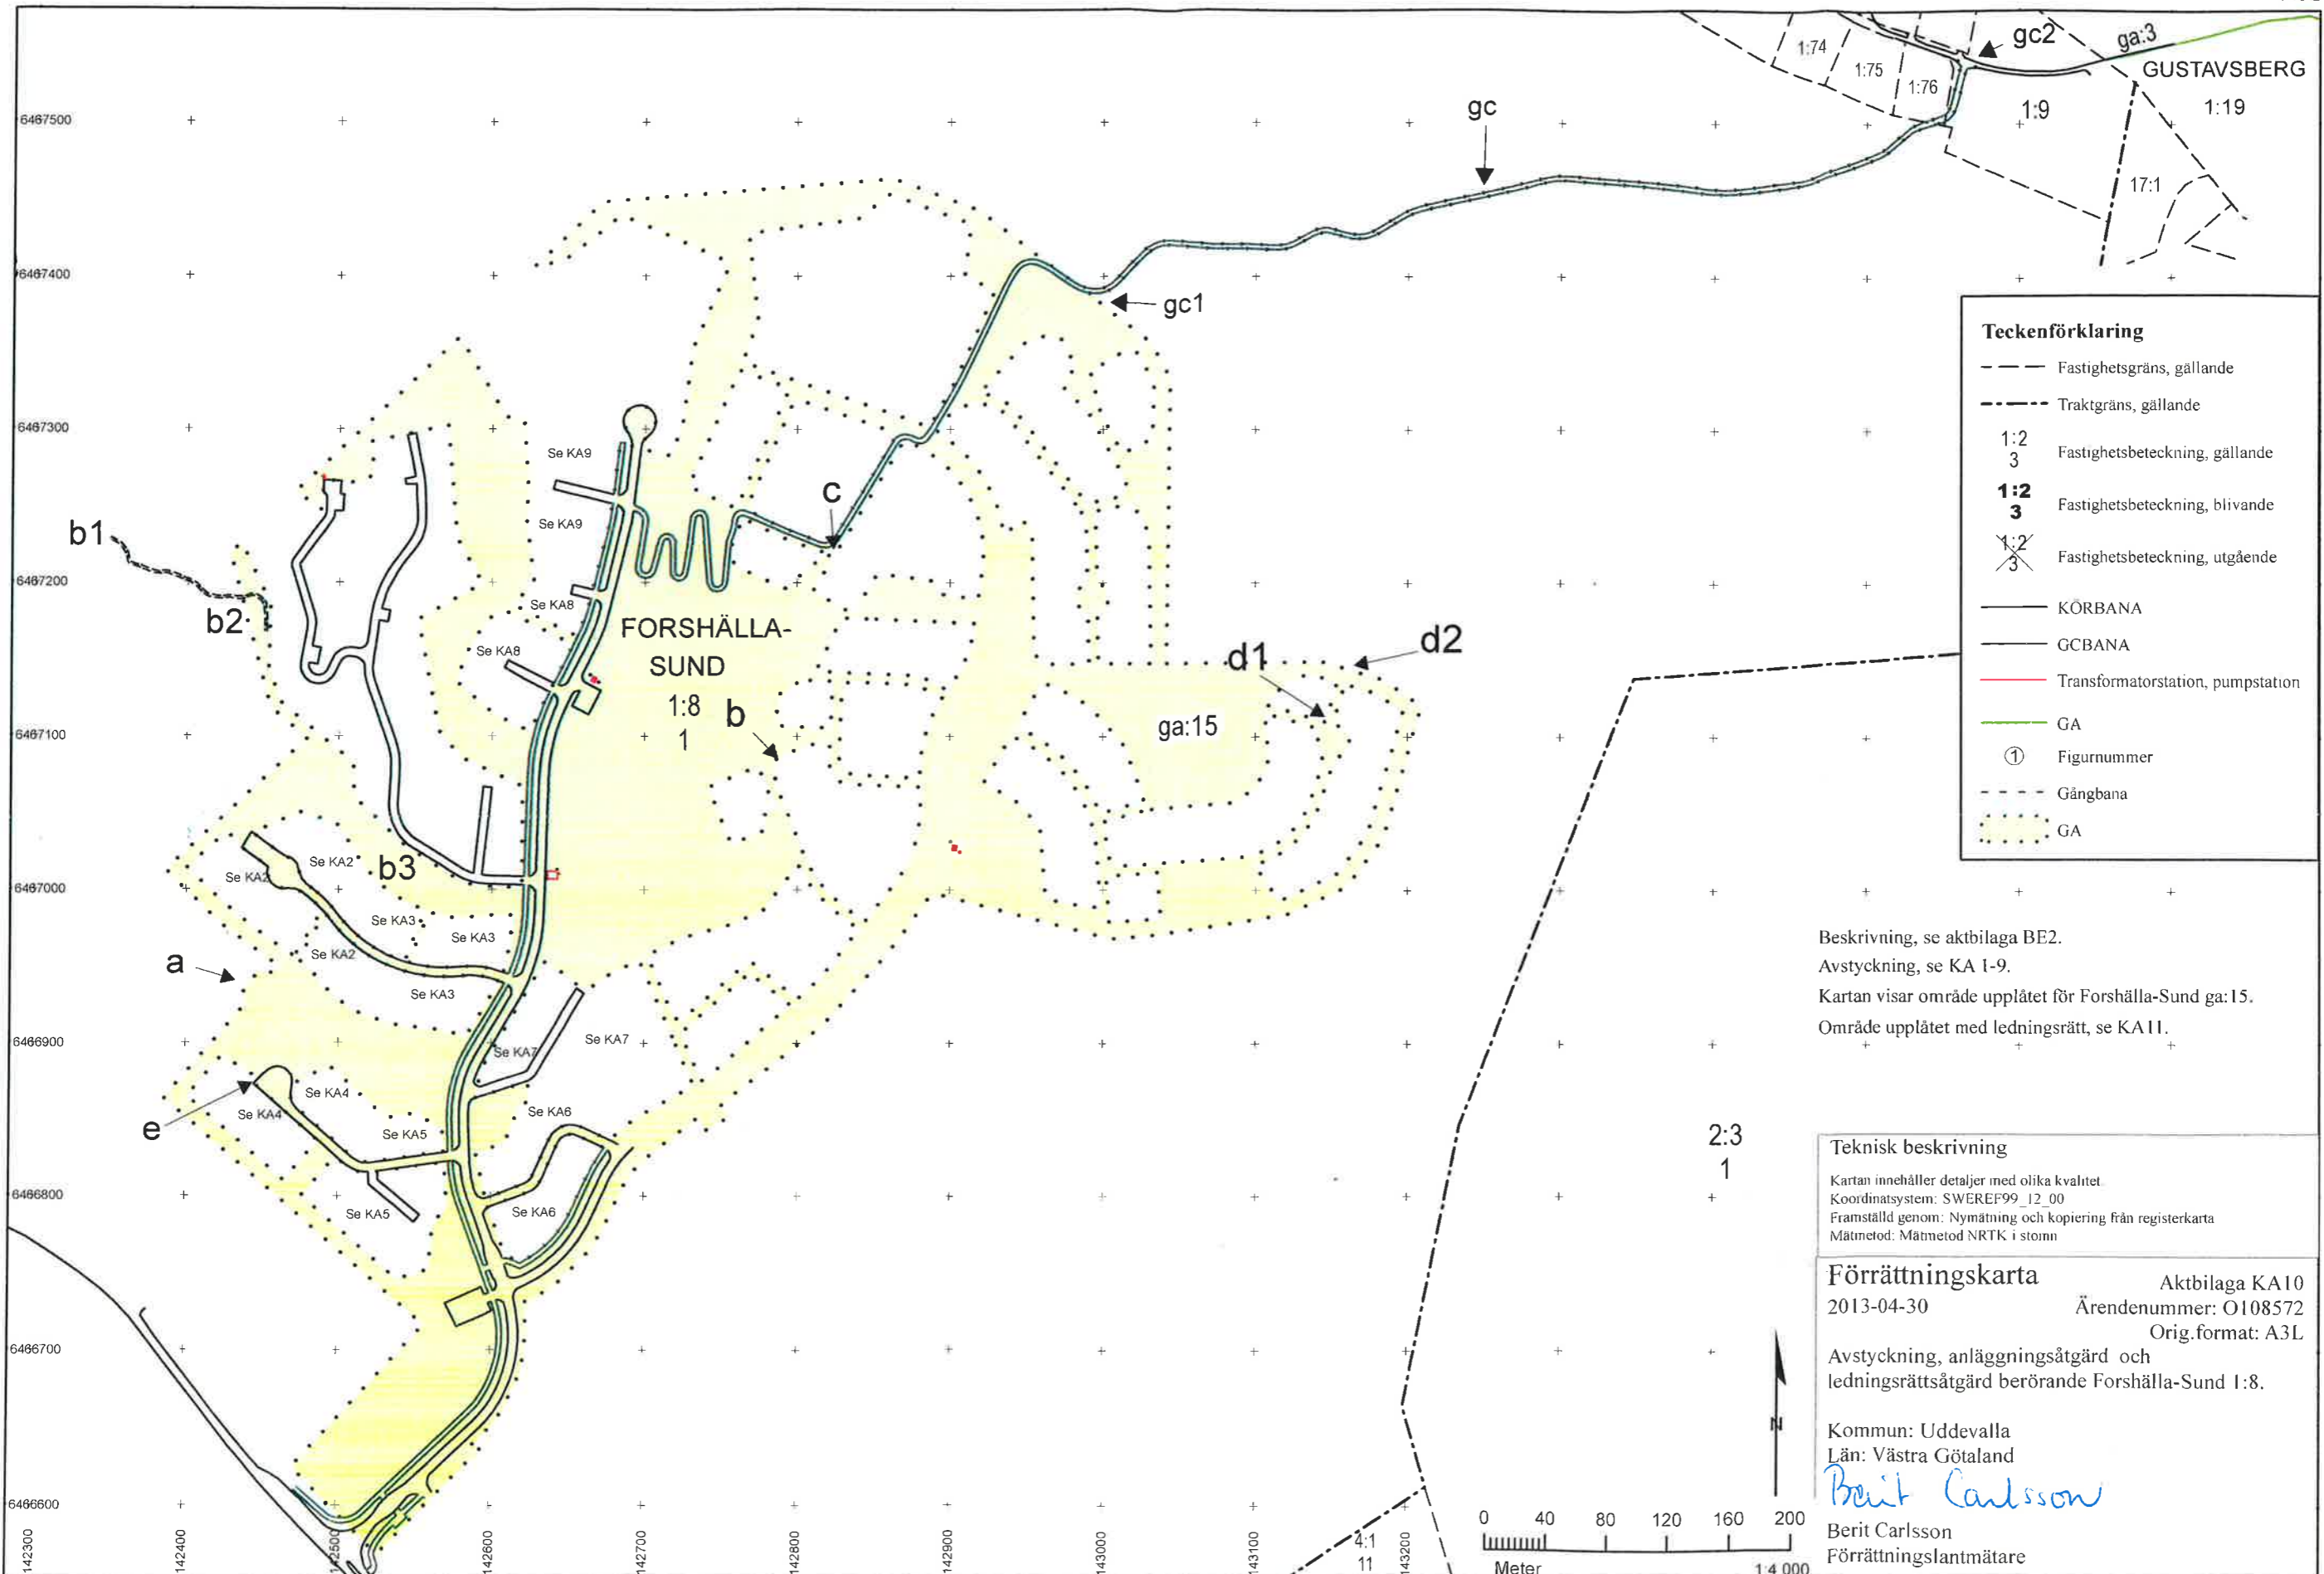 gc2
ga:3
GUSTAVSBERG
1:74
1:75
1:76
1:9
1:19
17:1
gc
6467500
6467400
gc1
6467300
Se KA9
Se KA9
c
b1
6467200
b2
Se KA8
Se KA8
FORSHÄLLA-
SUND
1:8
1
b
d1
d2
ga:15
6467100
Se KA2
b3
Se KA2
6467000
Se KA3
Se KA3
Se KA2
a
Se KA3
6466900
Se KA7
Se KA7
Se KA4
Se KA4
e
Se KA6
Se KA5
6466800
Se KA5
Se KA6
2:3
1
6466700
6466600
142300
142400
142500
142600
142700
142800
142900
143000
143100
143200
4:1
11
Teckenförklaring
Fastighetsgräns, gällande
Traktgräns, gällande
1:2
3
Fastighetsbeteckning, gällande
1:2
3
Fastighetsbeteckning, blivande
1:2
3
Fastighetsbeteckning, utgående
KÖRBANA
GCBANA
Transformatorstation, pumpstation
GA
1 Figurnummer
Gångbana
GA
Beskrivning, se aktbilaga BE2.
Avstyckning, se KA 1-9.
Kartan visar område upplåtet för Forshälla-Sund ga:15.
Område upplåtet med ledningsrätt, se KA11.
Teknisk beskrivning
Kartan innehåller detaljer med olika kvalitet.
Koordinatsystem: SWEREF99_12_00
Framställd genom: Nymätning och kopiering från registerkarta
Mätmetod: Mätmetod NRTK i stomn
Förrättningskarta
Aktbilaga KA10
2013-04-30
Ärendenummer: O108572
Orig.format: A3L
Avstyckning, anläggningsåtgärd och
ledningsrättsåtgärd berörande Forshälla-Sund 1:8.
Kommun: Uddevalla
Län: Västra Götaland
Berit Carlsson
Berit Carlsson
Förrättningslantmätare
N
0 40 80 120 160 200
Meter
1:4 000